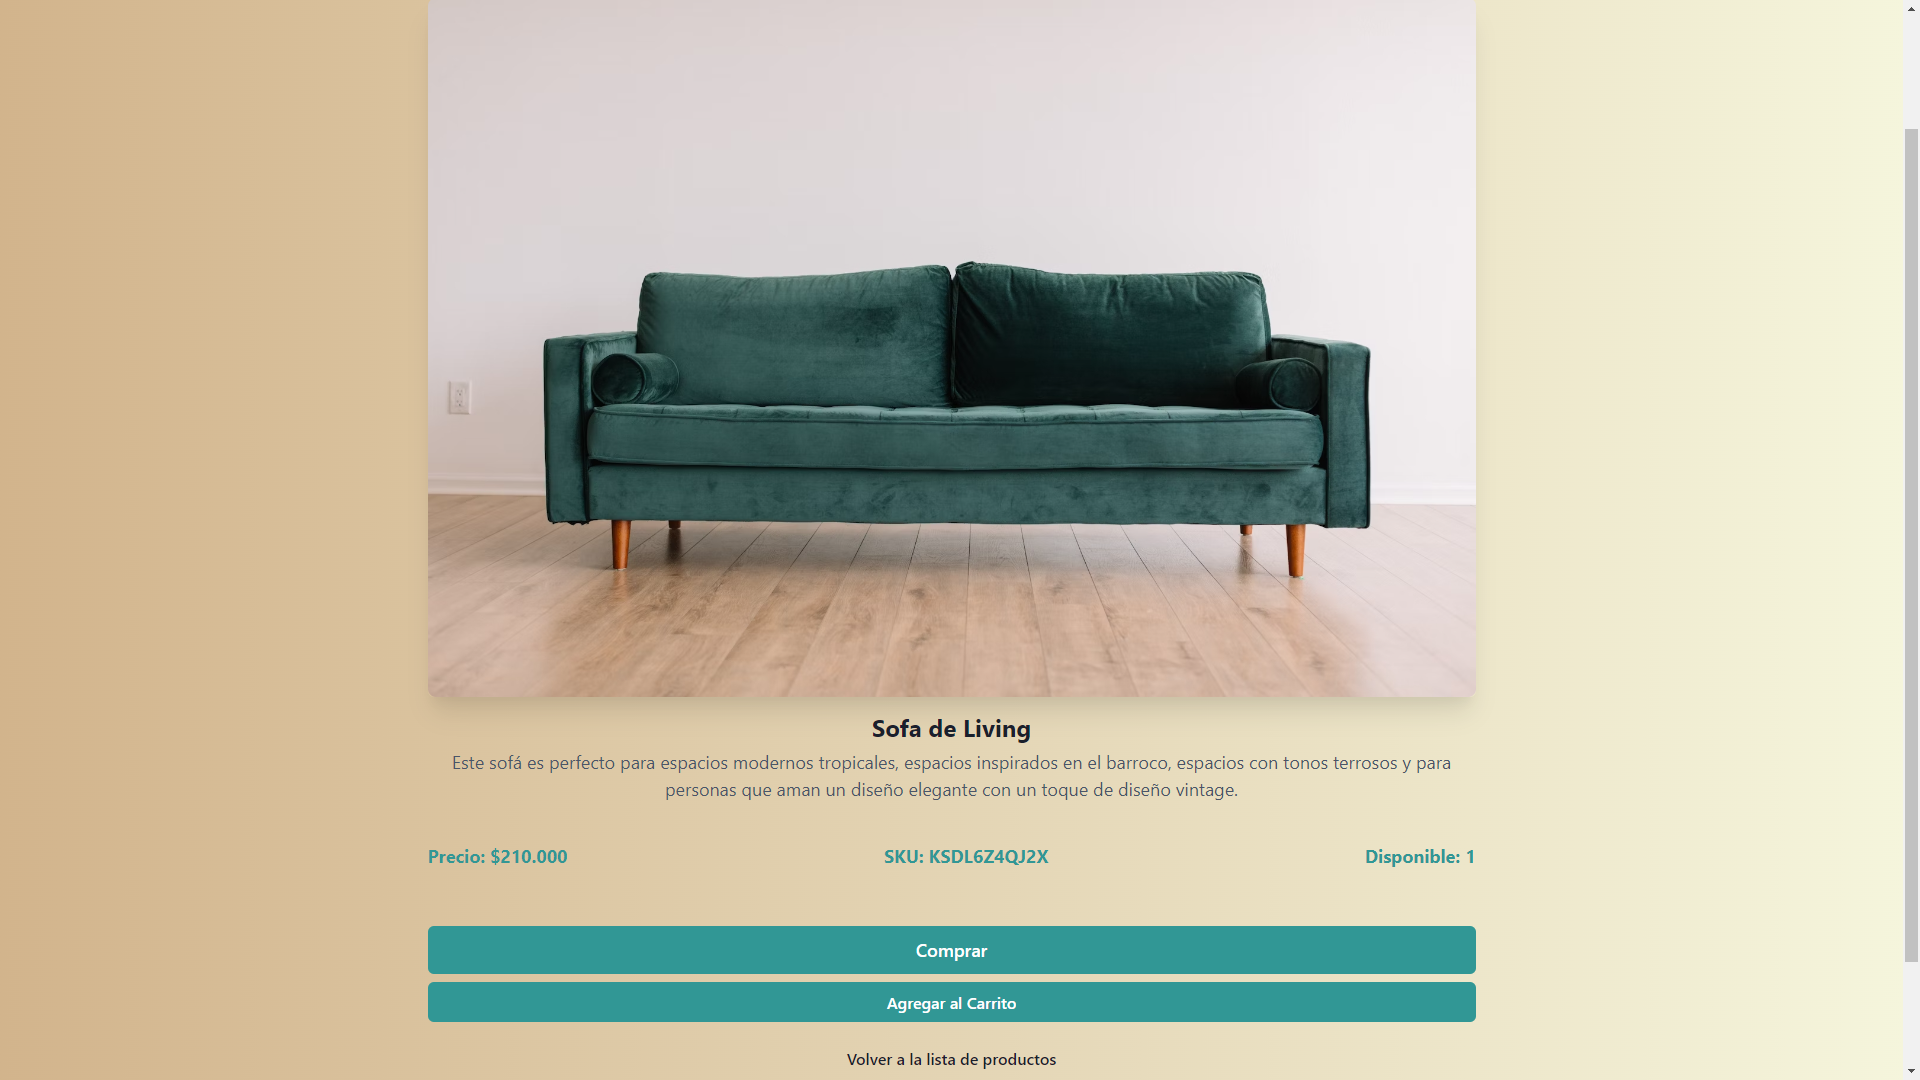 Sofa de Living
Este sofá es perfecto para espacios modernos tropicales, espacios inspirados en el barroco, espacios con tonos terrosos y para
personas que aman un diseño elegante con un toque de diseño vintage.
Precio: $210.000 SKU: KSDL6Z4QJ2X Disponible: 1
Comprar
Agregar al Carrito
Volver a la lista de productos